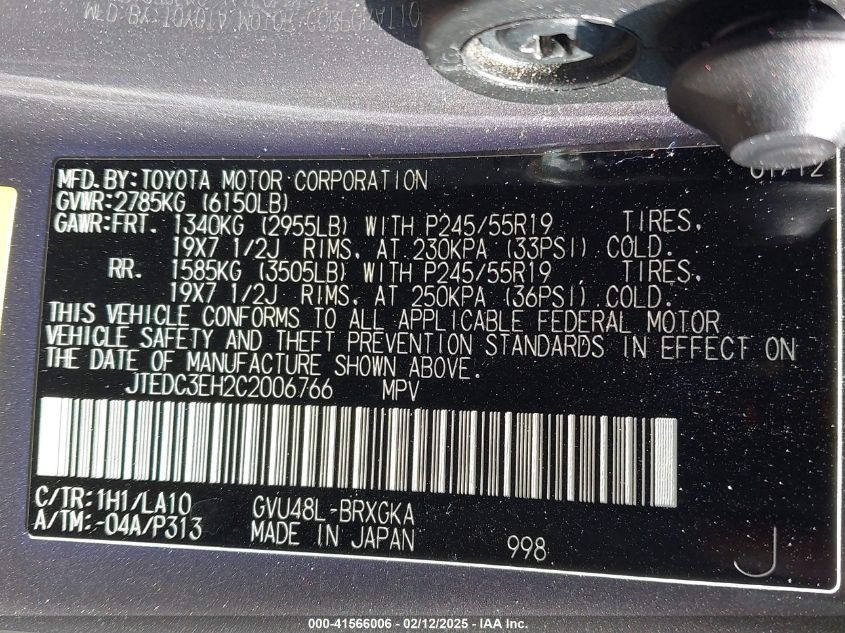 MFD. BY: TOYOTA MOTOR CORPORATION 01/12
GVWR: 2785KG (6150LB)
GAWR: FRT. 1340KG (2955LB) WITH P245/55R19 TIRES,
19X7 1/2J RIMS, AT 230KPA (33PSI) COLD.
RR. 1585KG (3505LB) WITH P245/55R19 , TIRES,
19X7 1/2J RIMS, AT 250KPA (36PSI) COLD.
THIS VEHICLE CONFORMS TO ALL APPLICABLE FEDERAL MOTOR
VEHICLE SAFETY AND THEFT PREVENTION STANDARDS IN EFFECT ON
THE DATE OF MANUFACTURE SHOWN ABOVE.
JTEDC3EH2C2006766 MPV
C/TR: 1H1/LA10 GVU48L-BRXGKA
A/TM: -04A/P313 MADE IN JAPAN 998 J
000-41566006 - 02/12/2025 - IAA Inc.